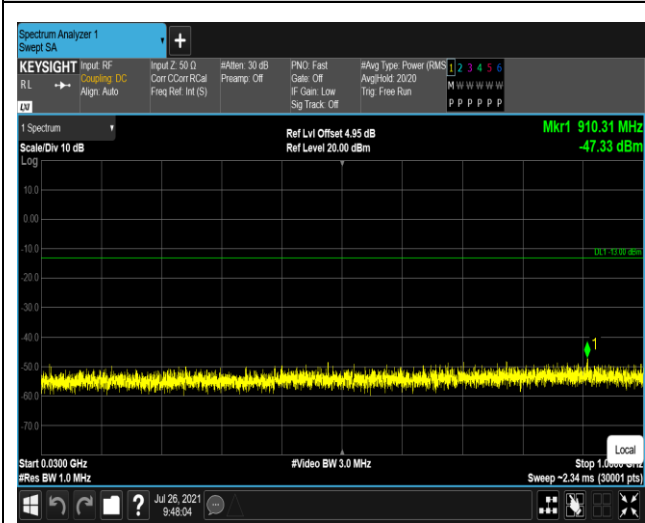 Spectrum Analyzer 1
Swept SA
+
KEYSIGHT
RL
LXI
Input: RF
Coupling: DC
Align: Auto
Input Z: 50 Ω
Corr CCorr RCal
Freq Ref: Int (S)
#Atten: 30 dB
Preamp: Off
PNO: Fast
Gate: Off
IF Gain: Low
Sig Track: Off
#Avg Type: Power (RMS
Avg|Hold: 20/20
Trig: Free Run
1 2 3 4 5 6
M W W W W W
P P P P P P
1 Spectrum
Scale/Div 10 dB
Log
Ref Lvl Offset 4.95 dB
Ref Level 20.00 dBm
Mkr1 910.31 MHz
-47.33 dBm
10.0
0.00
-10.0
DL1 -13.00 dBm
-20.0
-30.0
-40.0
1
-50.0
-60.0
-70.0
Local
Start 0.0300 GHz
#Res BW 1.0 MHz
#Video BW 3.0 MHz
Stop 1.0000 GHz
Sweep ~2.34 ms (30001 pts)
?
Jul 26, 2021
9:48:04